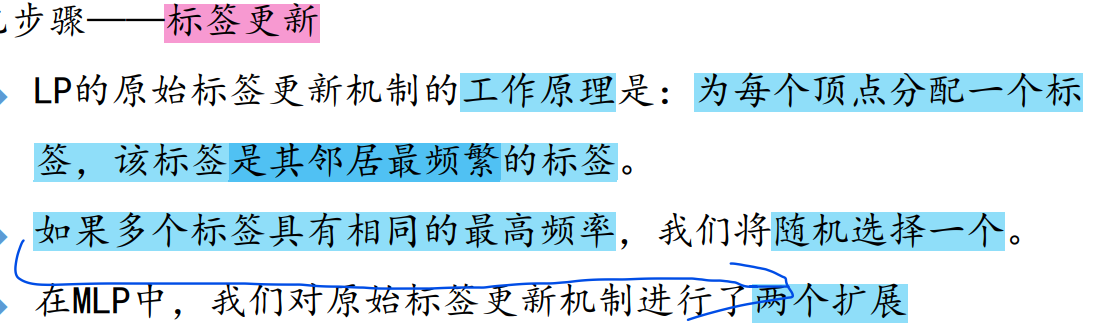 步骤——标签更新
LP的原始标签更新机制的工作原理是：为每个顶点分配一个标
签，该标签是其邻居最频繁的标签。
如果多个标签具有相同的最高频率，我们将随机选择一个。
在MLP中，我们对原始标签更新机制进行了两个扩展